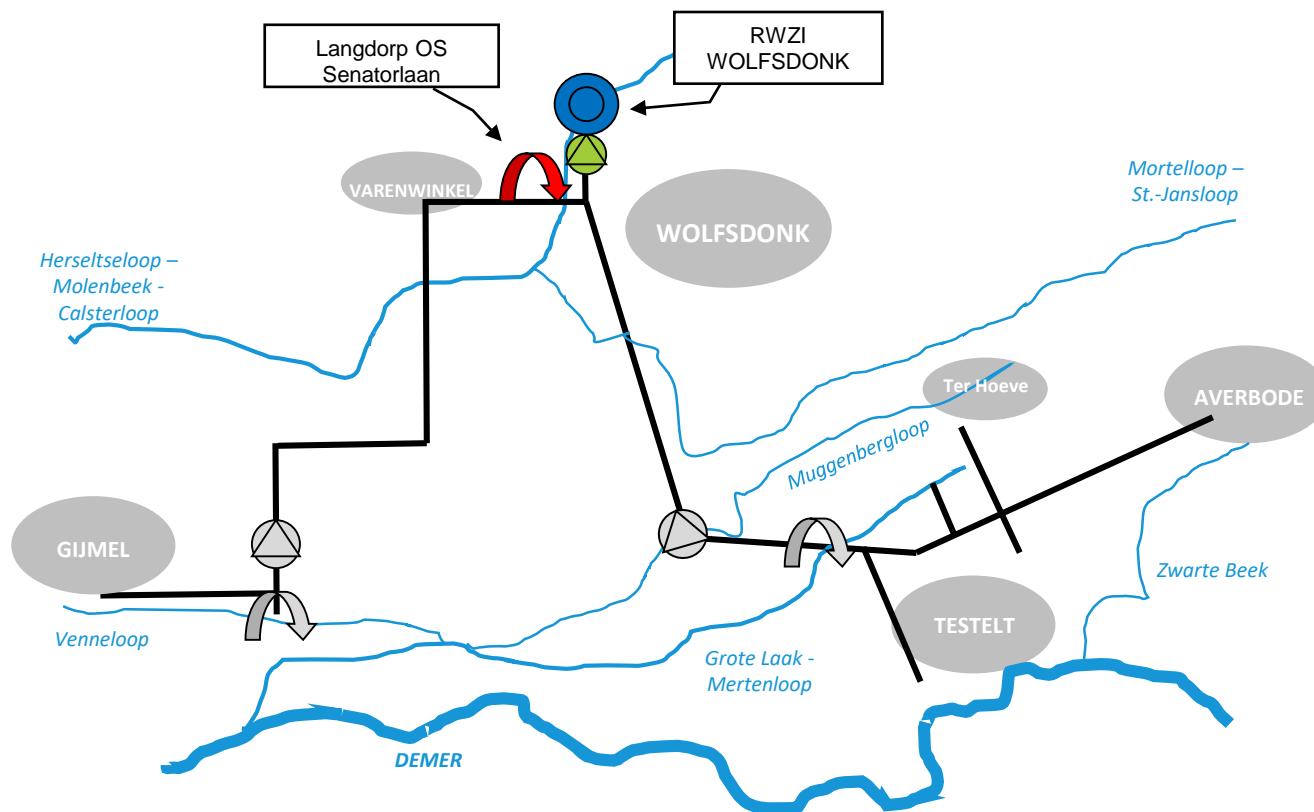 Langdorp OS
Senatorlaan
RWZI
WOLFSDONK
VARENWINKEL
WOLFSDONK
Mortelloop –
St.-Jansloop
Herseltseloop –
Molenbeek -
Calsterloop
Ter Hoeve
AVERBODE
Muggenbergloop
GIJMEL
Zwarte Beek
Venneloop
TESTELT
Grote Laak -
Mertenloop
DEMER